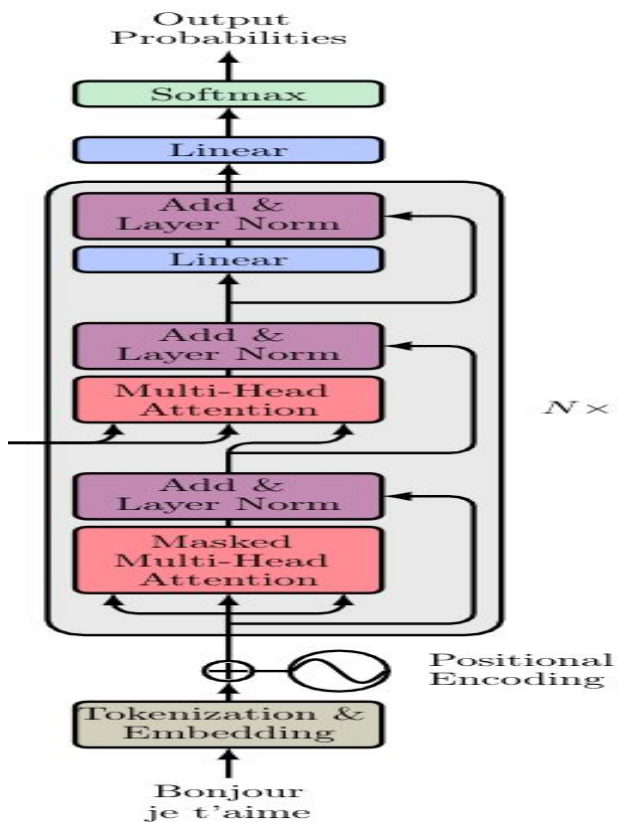 Output
Probabilities
Softmax
Linear
Add &
Layer Norm
Linear
Add &
Layer Norm
Multi-Head
Attention
N ×
Add &
Layer Norm
Masked
Multi-Head
Attention
Positional
Encoding
Tokenization &
Embedding
Bonjour
je t'aime